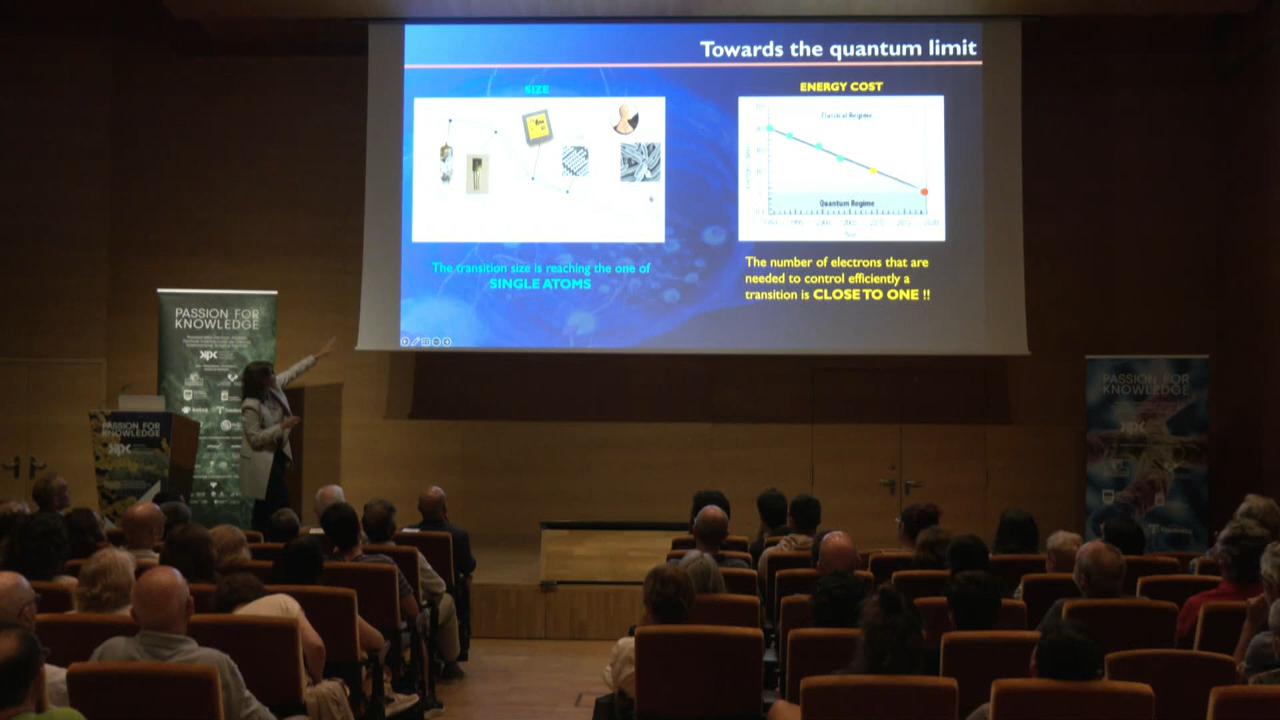 Towards the quantum limit
SIZE
ENERGY COST
Classical Regime
Quantum Regime
1995
2000
The transition size is reaching the one of
SINGLE ATOMS
The number of electrons that are
needed to control efficiently a
transition is CLOSE TO ONE !!
PASSION FOR
KNOWLEDGE
PASSION FOR
KNOWLEDGE
PASSION FOR
KNOWLEDGE